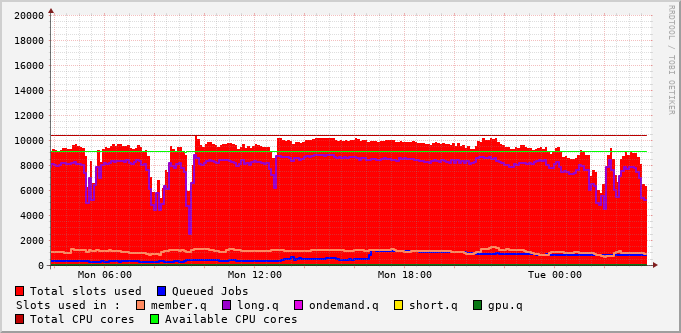 20000
18000
16000
14000
12000
10000
8000
6000
4000
2000
0
Mon 06:00 Mon 12:00 Mon 18:00 Tue 00:00
RRDTOOL / TOBI OETIKER
Total slots used Queued Jobs
Slots used in : member.q long.q ondemand.q short.q gpu.q
Total CPU cores Available CPU cores